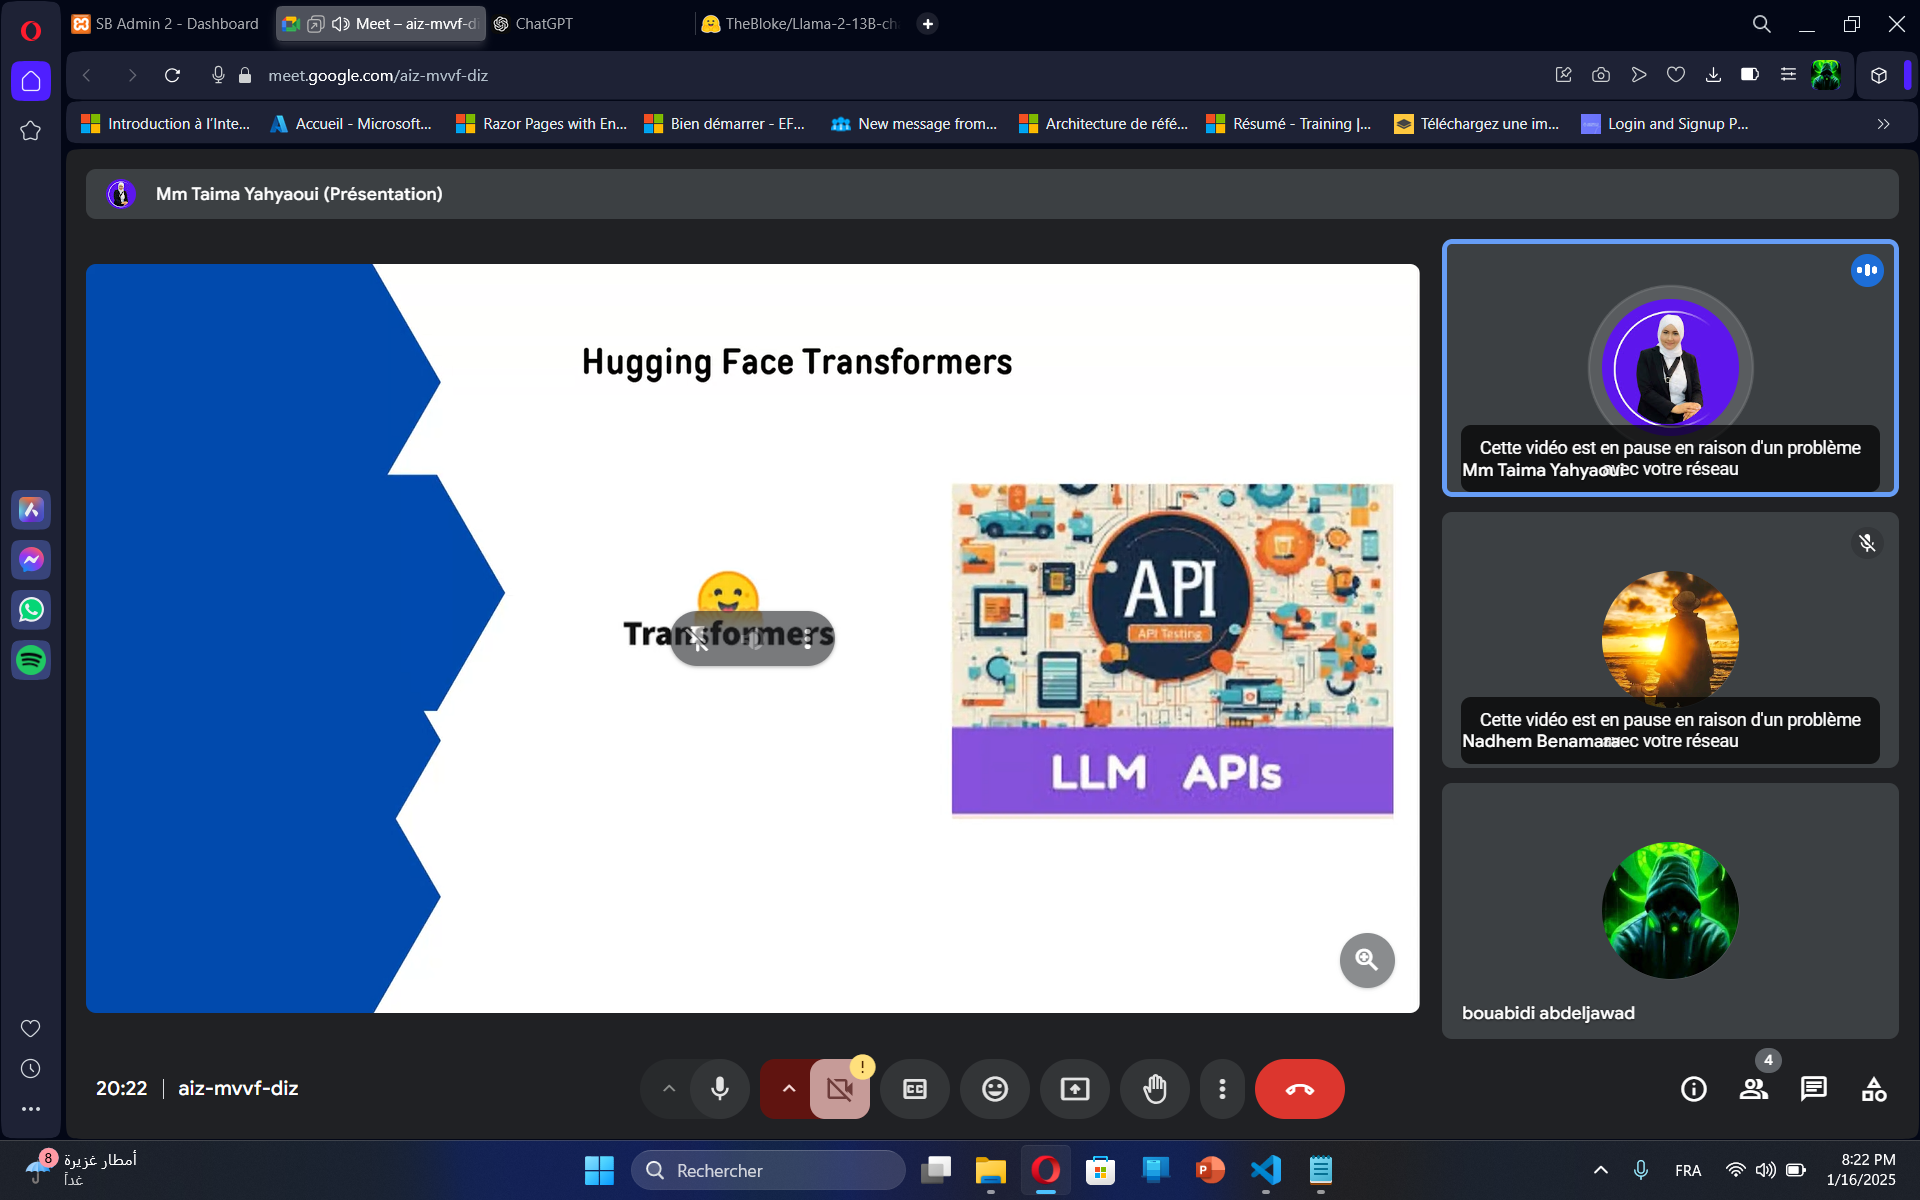 SB Admin 2 - Dashboard
Meet – aiz-mvvf-di
ChatGPT
TheBloke/Llama-2-13B-ch
meet.google.com/aiz-mvvf-diz
Introduction à l'Inte...
Accueil - Microsoft...
Razor Pages with En...
Bien démarrer - EF...
New message from...
Architecture de réfé...
Résumé - Training |...
Téléchargez une im...
Login and Signup P...
Mm Taima Yahyaoui (Présentation)
Hugging Face Transformers
Transformers
API
API Testing
LLM APIs
Cette vidéo est en pause en raison d'un problème
avec votre réseau
Mm Taima Yahyaoui
Cette vidéo est en pause en raison d'un problème
avec votre réseau
Nadhem Benamara
bouabidi abdeljawad
20:22
aiz-mvvf-diz
CC
!
4
8
أمطار غزيرة
غداً
Rechercher
FRA
8:22 PM
1/16/2025